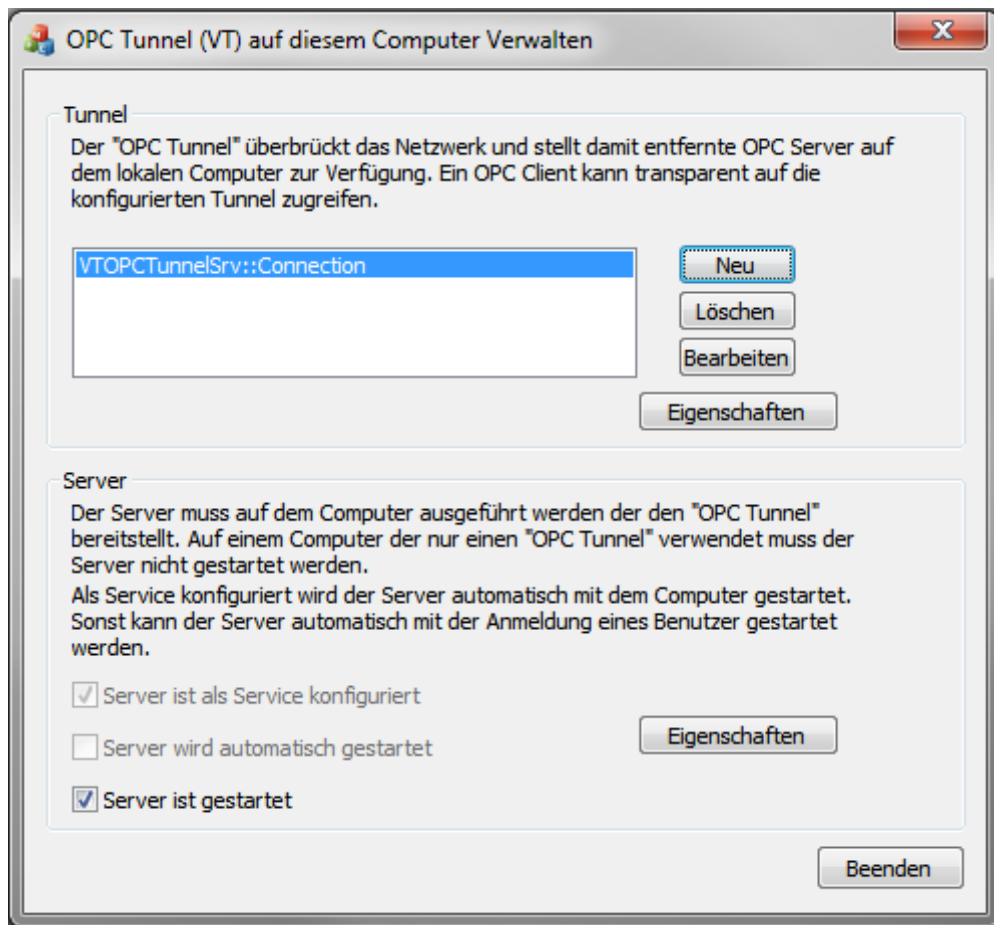 OPC Tunnel (VT) auf diesem Computer Verwalten
Tunnel
Der "OPC Tunnel" überbrückt das Netzwerk und stellt damit entfernte OPC Server auf
dem lokalen Computer zur Verfügung. Ein OPC Client kann transparent auf die
konfigurierten Tunnel zugreifen.
VTOPCTunnelSrv::Connection
Neu
Löschen
Bearbeiten
Eigenschaften
Server
Der Server muss auf dem Computer ausgeführt werden der den "OPC Tunnel"
bereitstellt. Auf einem Computer der nur einen "OPC Tunnel" verwendet muss der
Server nicht gestartet werden.
Als Service konfiguriert wird der Server automatisch mit dem Computer gestartet.
Sonst kann der Server automatisch mit der Anmeldung eines Benutzer gestartet
werden.
Server ist als Service konfiguriert
Server wird automatisch gestartet
Eigenschaften
Server ist gestartet
Beenden